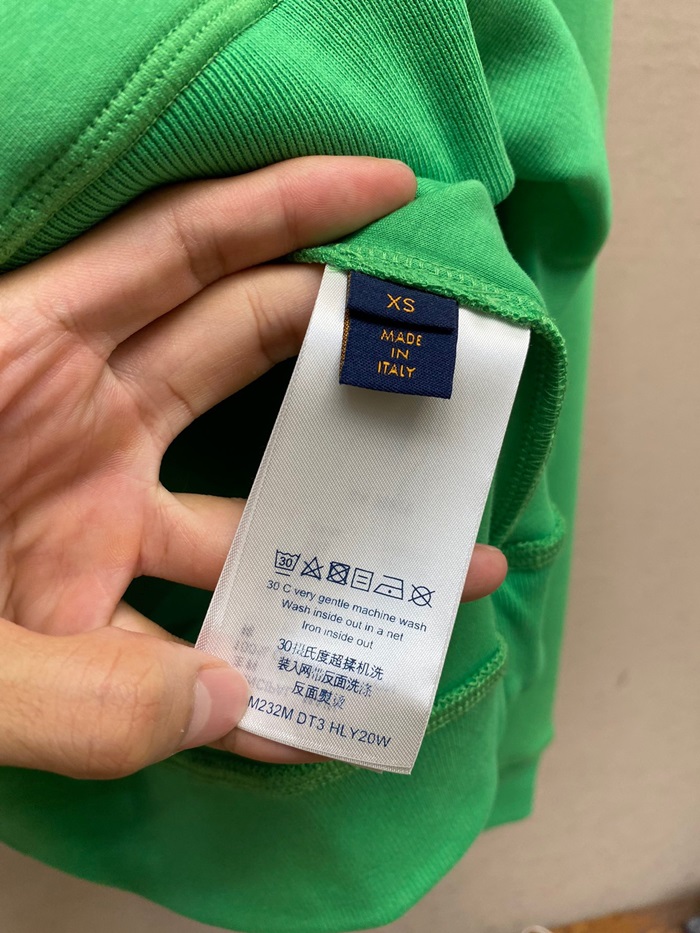 XS
MADE
IN
ITALY
30
30 C very gentle machine wash
Wash inside out in a net
Iron inside out
30摄氏度超揉机洗
装入网带反面洗涤
反面熨烫
M232M DT3 HLY20W